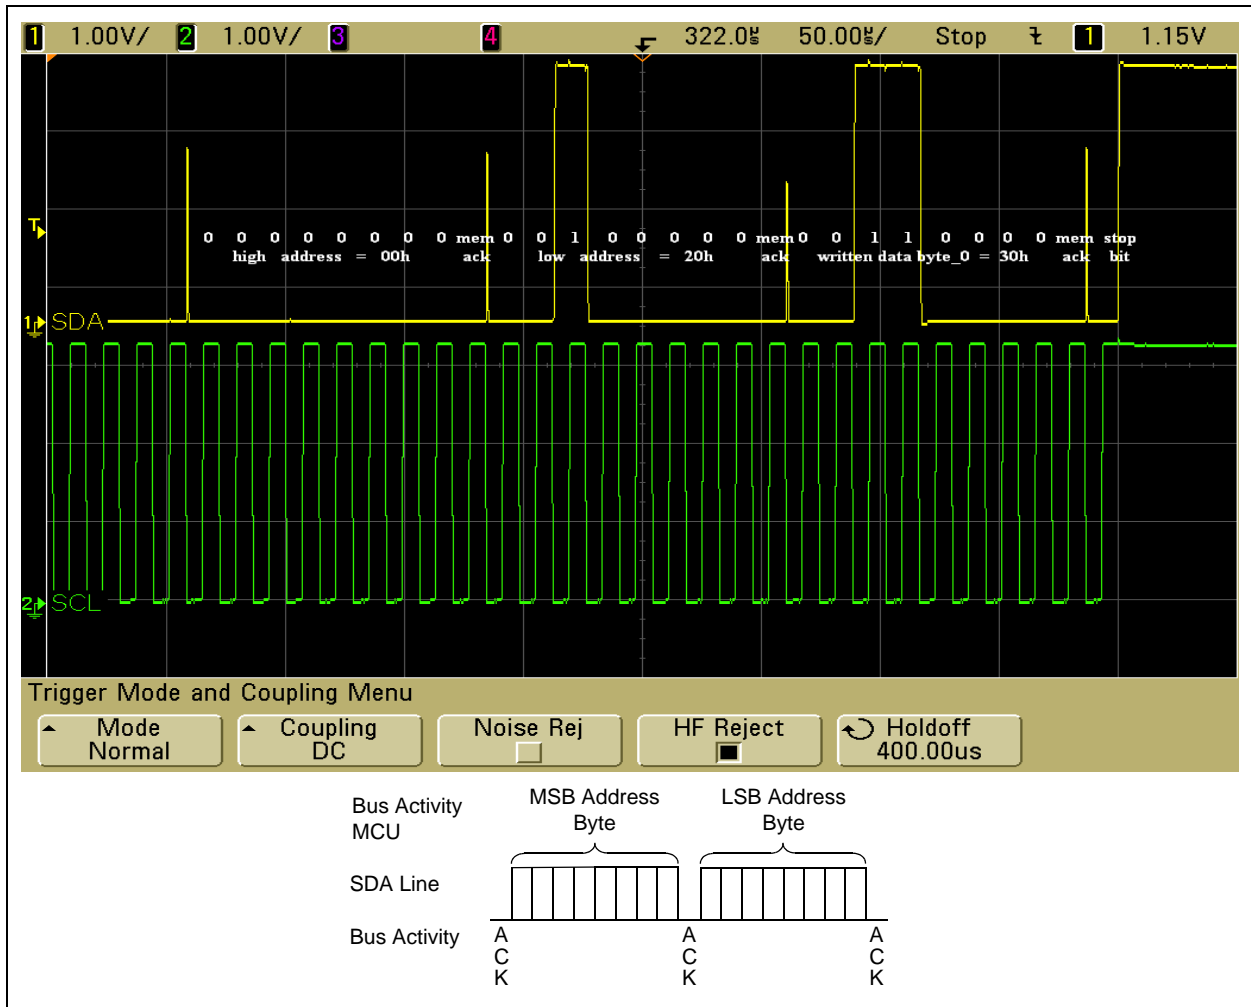 1 1.00V/ 2 1.00V/ 3 4 322.0µs 50.00µs/ Stop 1 1.15V
T
0 0 0 0 0 0 0 0 mem 0 0 1 0 0 0 0 0 mem 0 0 1 1 0 0 0 0 mem stop
high address = 00h ack low address = 20h ack written data byte_0 = 30h ack bit
1 SDA
2 SCL
Trigger Mode and Coupling Menu
Mode Coupling Noise Rej HF Reject Holdoff
Normal DC 400.00us
Bus Activity MSB Address LSB Address
MCU Byte Byte
SDA Line
Bus Activity A A A
C C C
K K K